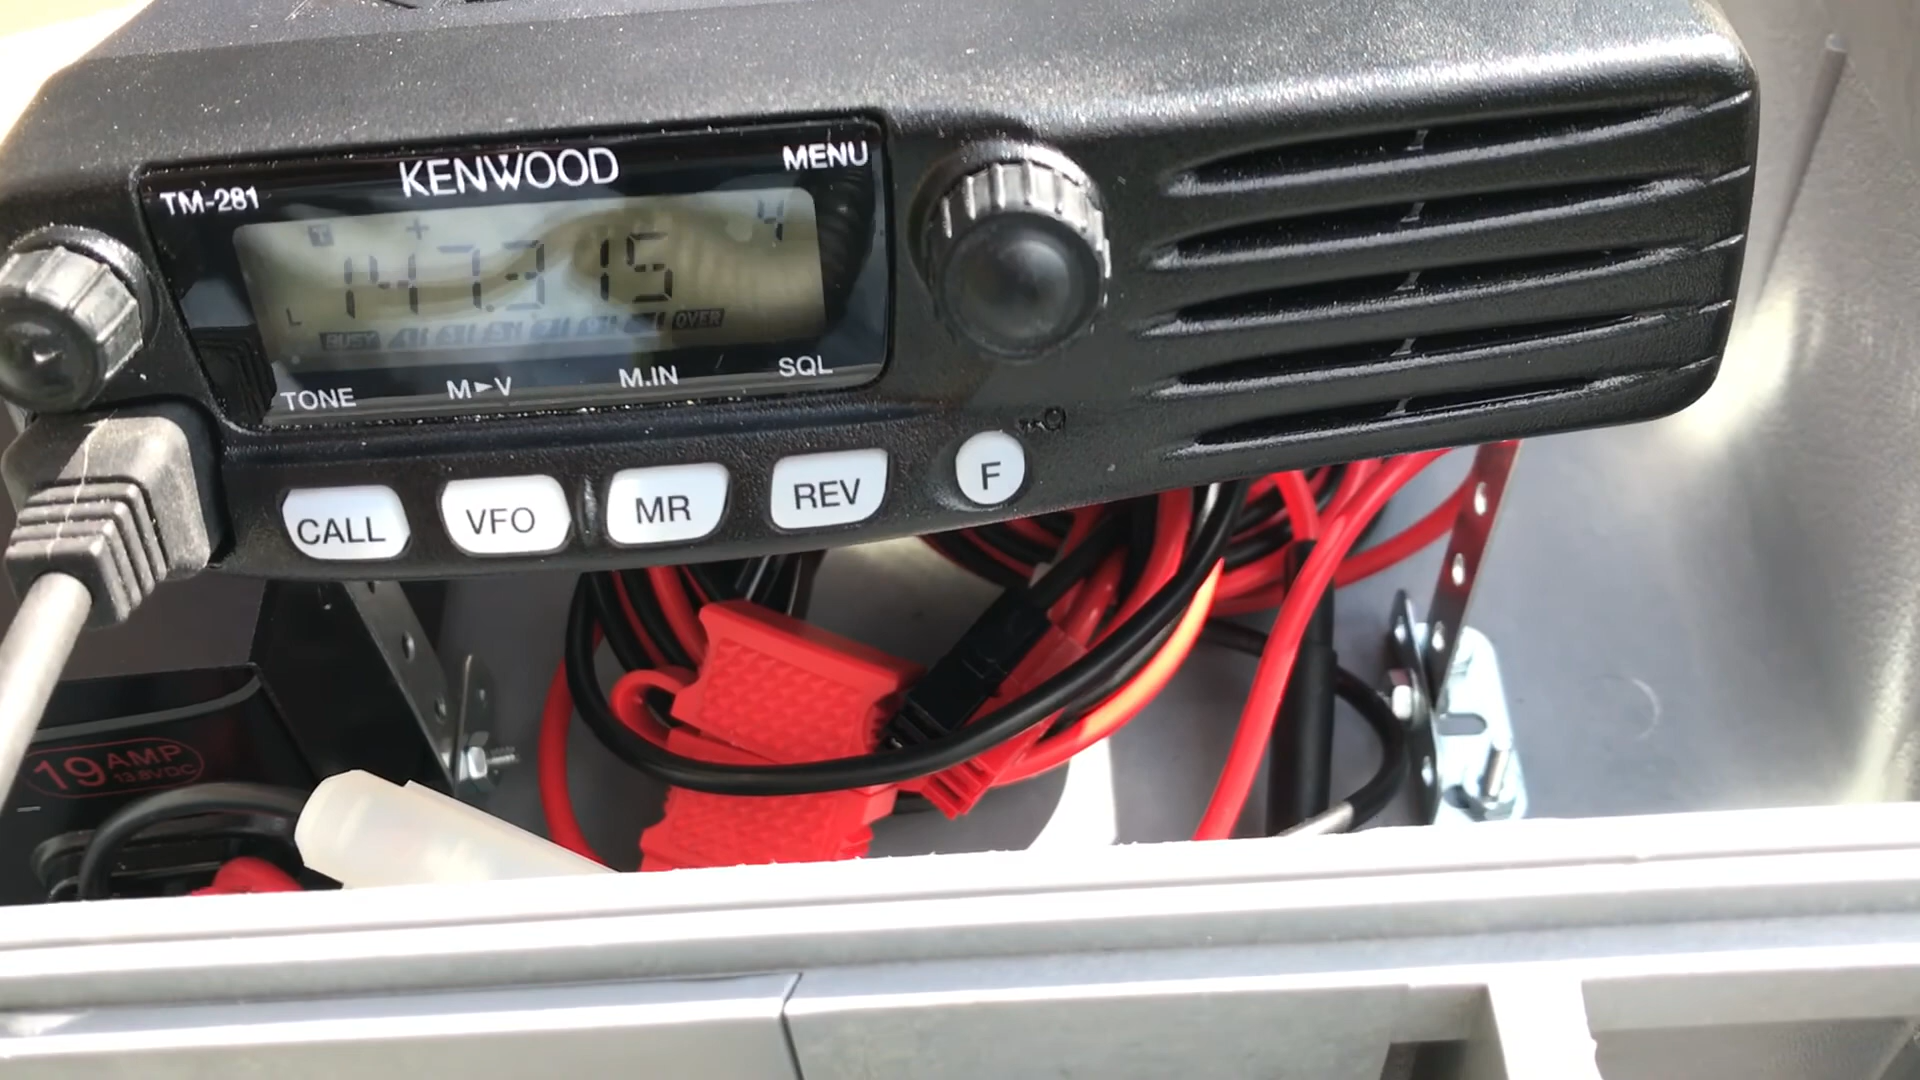 KENWOOD
MENU
TM-281
T + 4
147.315
L
BUSY OVER
TONE M►V M.IN SQL
CALL VFO MR REV F
19 AMP
13.8VDC